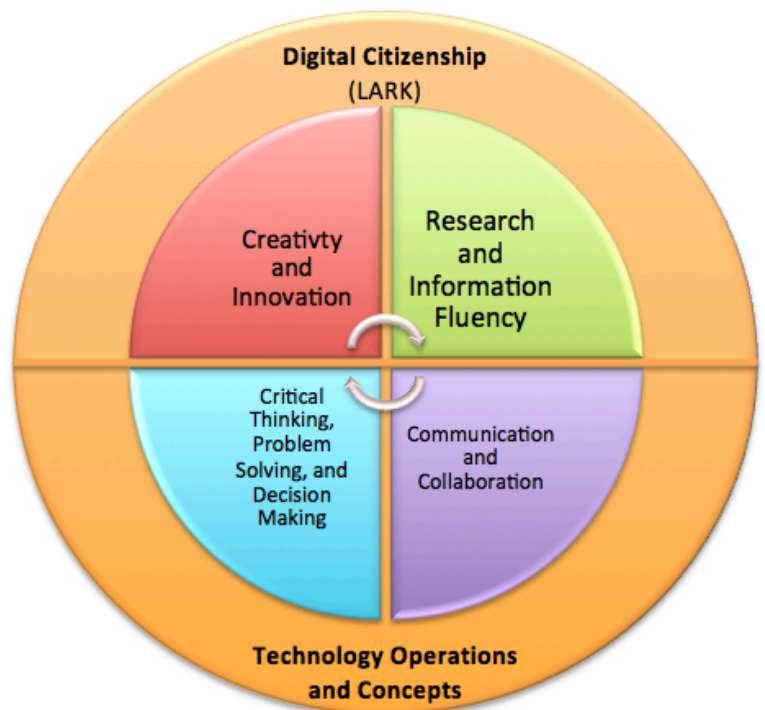 Digital Citizenship
(LARK)
Creativty
and
Innovation
Research
and
Information
Fluency
Critical
Thinking,
Problem
Solving, and
Decision
Making
Communication
and
Collaboration
Technology Operations
and Concepts